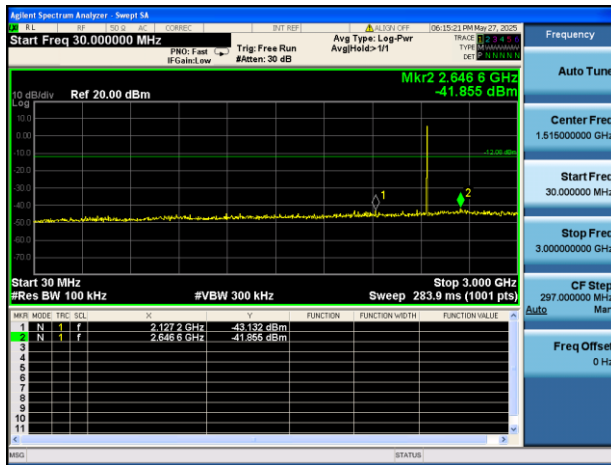 Agilent Spectrum Analyzer - Swept SA
RL RF 50 Ω AC CORREC INT REF ALIGN OFF 06:15:21 PM May 27, 2025
Start Freq 30.000000 MHz
PNO: Fast
IFGain:Low
Trig: Free Run
#Atten: 30 dB
Avg Type: Log-Pwr
Avg|Hold:>1/1
TRACE 1 2 3 4 5 6
TYPE M
DET P N N N N N
Mkr2 2.646 6 GHz
-41.855 dBm
10 dB/div Ref 20.00 dBm
Log
10.0
0.00
-10.0
-12.00 dBm
-20.0
-30.0
-40.0
-50.0
-60.0
-70.0
1
2
Start 30 MHz Stop 3.000 GHz
#Res BW 100 kHz #VBW 300 kHz Sweep 283.9 ms (1001 pts)
MKR MODE TRC SCL X Y FUNCTION FUNCTION WIDTH FUNCTION VALUE
1 N 1 f 2.127 2 GHz -43.132 dBm
2 N 1 f 2.646 6 GHz -41.855 dBm
3
4
5
6
7
8
9
10
11
MSG STATUS
Frequency
Auto Tune
Center Freq
1.515000000 GHz
Start Freq
30.000000 MHz
Stop Freq
3.000000000 GHz
CF Step
297.000000 MHz
Auto Man
Freq Offset
0 Hz